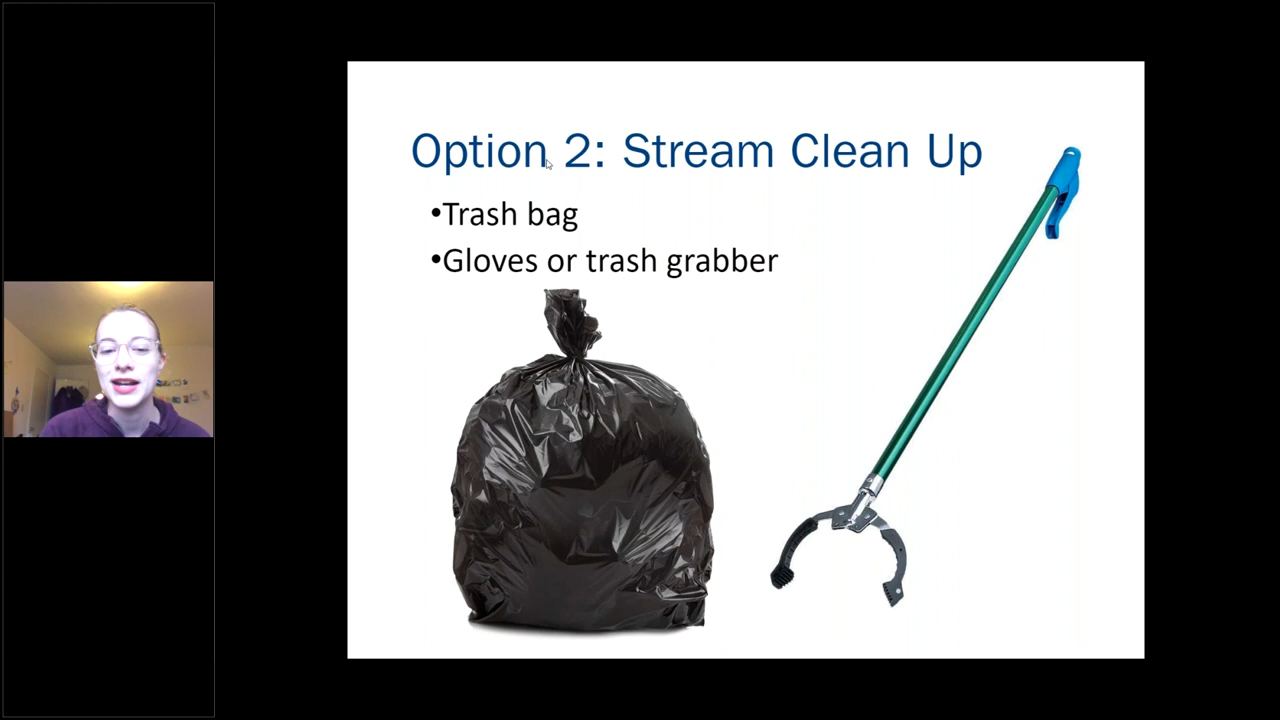 Option 2: Stream Clean Up
•Trash bag
•Gloves or trash grabber